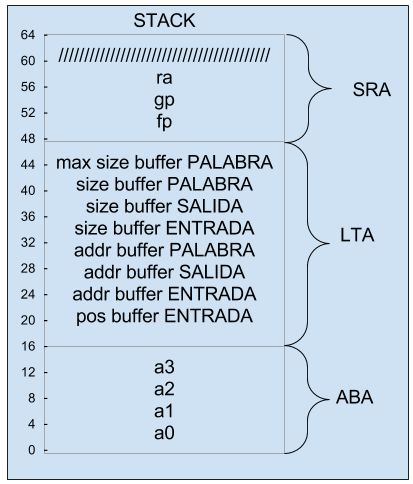 STACK
64
60 //////////////////////////////////////////
56 ra
52 gp
fp
48
SRA
44 max size buffer PALABRA
40 size buffer PALABRA
36 size buffer SALIDA
32 size buffer ENTRADA
28 addr buffer PALABRA
addr buffer SALIDA
24 addr buffer ENTRADA
20 pos buffer ENTRADA
LTA
16
12 a3
8 a2
4 a1
a0
0
ABA